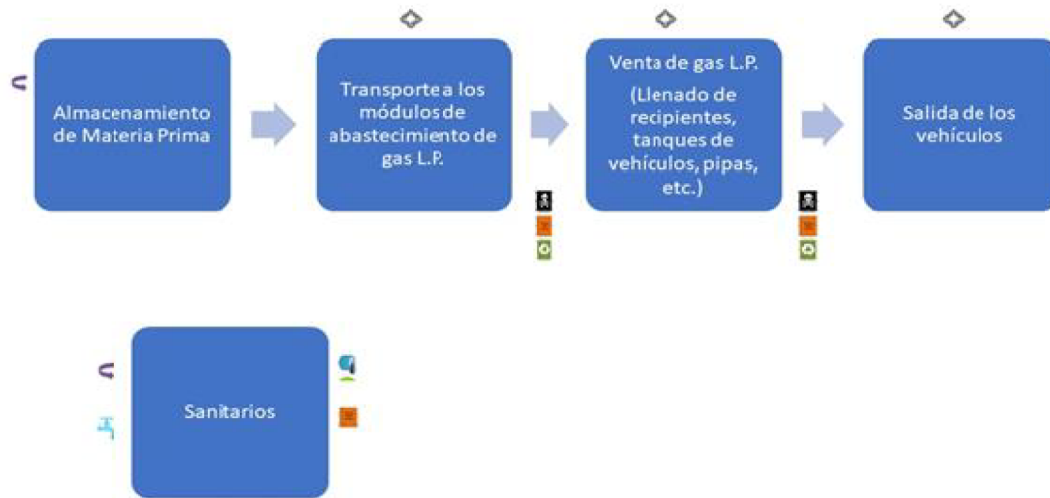 Almacenamiento
de Materia Prima
Transporte a los
módulos de
abastecimiento de
gas L.P.
Venta de gas L.P.
(Llenado de
recipientes,
tanques de
vehículos, pipas,
etc.)
Salida de los
vehículos
Sanitarios